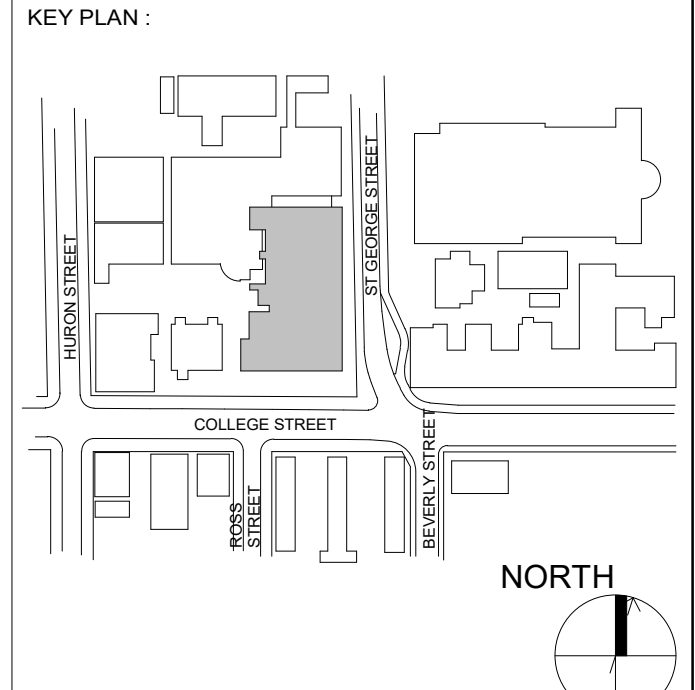 KEY PLAN :
HURON STREET
ST GEORGE STREET
COLLEGE STREET
ROSS
STREET
BEVERLY STREET
NORTH